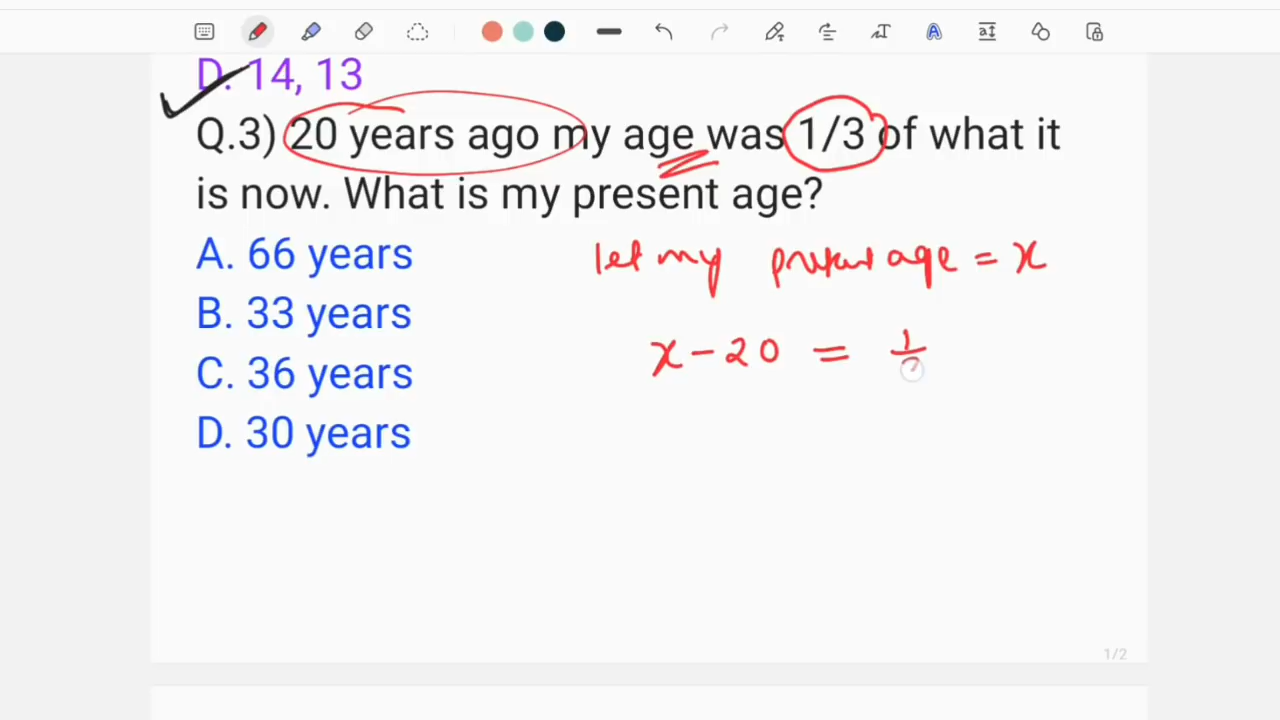 D. 14, 13
Q.3) 20 years ago my age was 1/3 of what it
is now. What is my present age?
A. 66 years
let my present age = x
B. 33 years
x - 20 = 1/
C. 36 years
D. 30 years
1/2